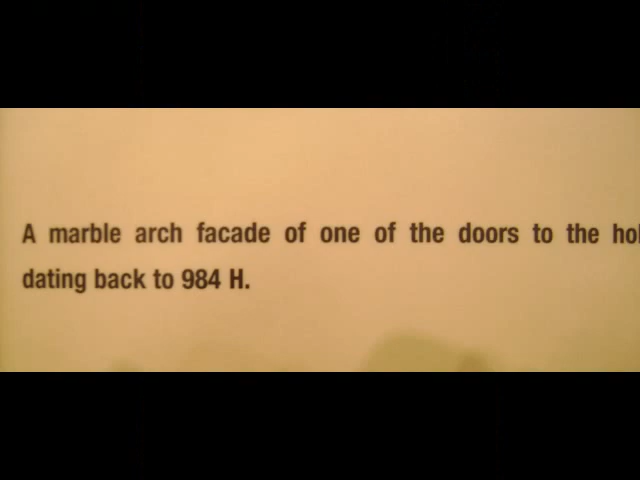 A marble arch facade of one of the doors to the
dating back to 984 H.